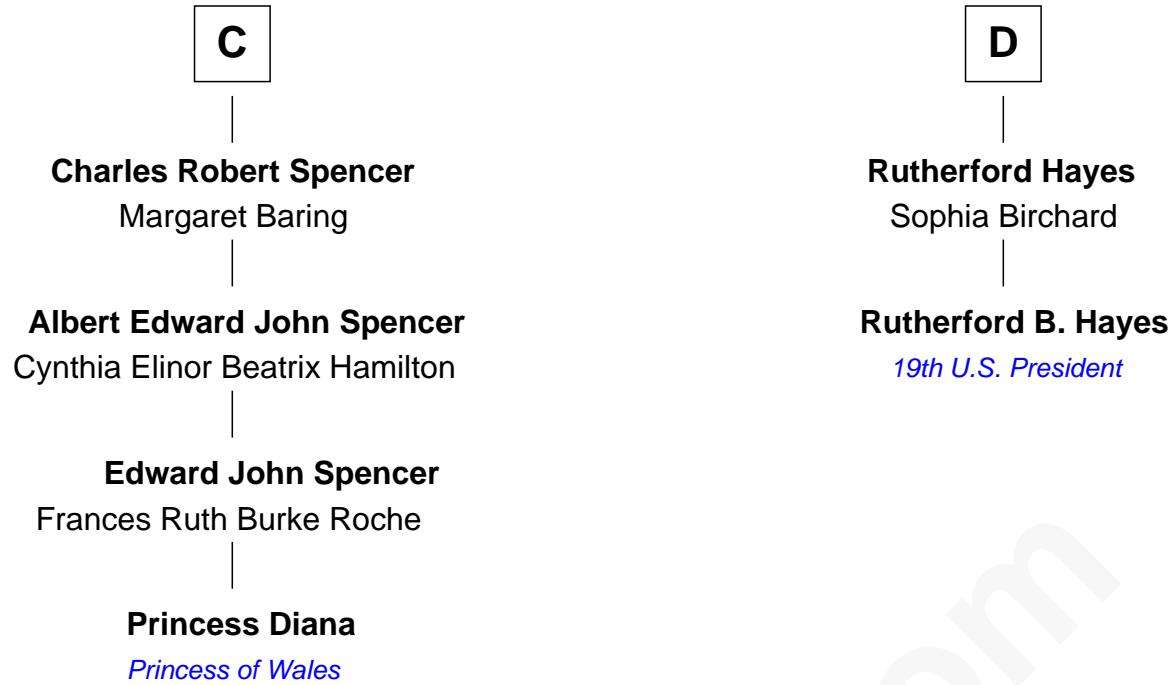 C
Charles Robert Spencer
Margaret Baring
Albert Edward John Spencer
Cynthia Elinor Beatrix Hamilton
Edward John Spencer
Frances Ruth Burke Roche
Princess Diana
Princess of Wales
D
Rutherford Hayes
Sophia Birchard
Rutherford B. Hayes
19th U.S. President
om